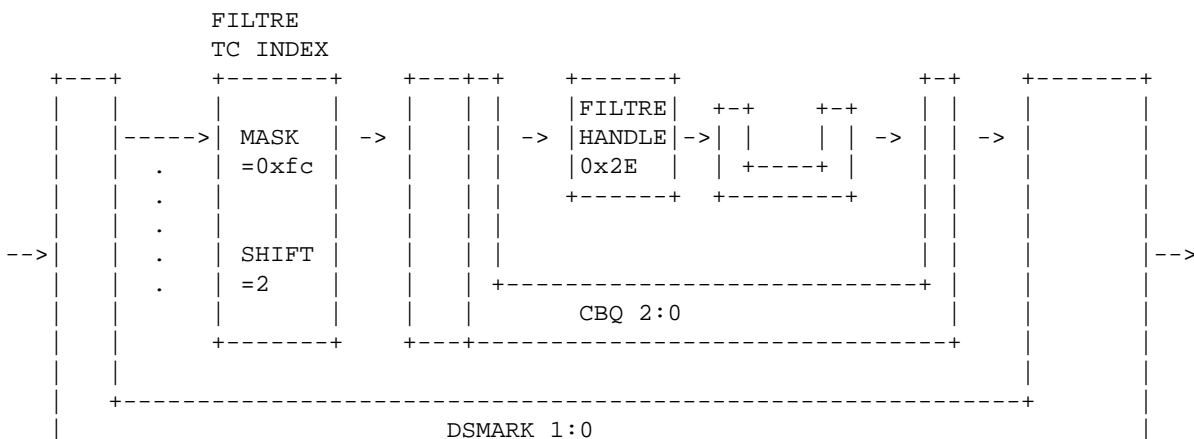 FILTRE
TC INDEX
FILTRE
MASK -> -> HANDLE -> -> ->
=0xfc 0x2E
SHIFT
=2
CBQ 2:0
DSMARK 1:0